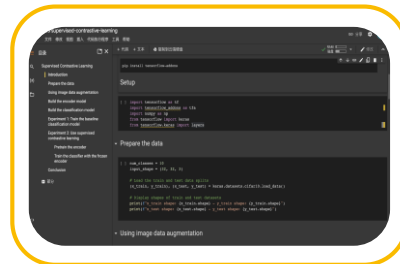 supervised-contrastive-learning
目录
Supervised Contrastive Learning
Introduction
Prepare the data
Using image data augmentation
Build the encoder model
Build the classification model
Experiment 1: Train the baseline
classification model
Experiment 2: Use supervised
contrastive learning
Pretrain the encoder
Train the classifier with the frozen
encoder
Conclusion
+ 代码 + 文本
!pip install tensorflow-addons
Setup
import tensorflow as tf
import tensorflow_addons as tfa
import numpy as np
from tensorflow import keras
from tensorflow.keras import layers
Prepare the data
num_classes = 10
input_shape = (32, 32, 3)
# Load the train and test data splits
(x_train, y_train), (x_test, y_test) = keras.datasets.cifar10.load_data()
# Display shapes of train and test datasets
print(f"x_train shape: {x_train.shape} - y_train shape: {y_train.shape}")
print(f"x_test shape: {x_test.shape} - y_test shape: {y_test.shape}")
Using image data augmentation